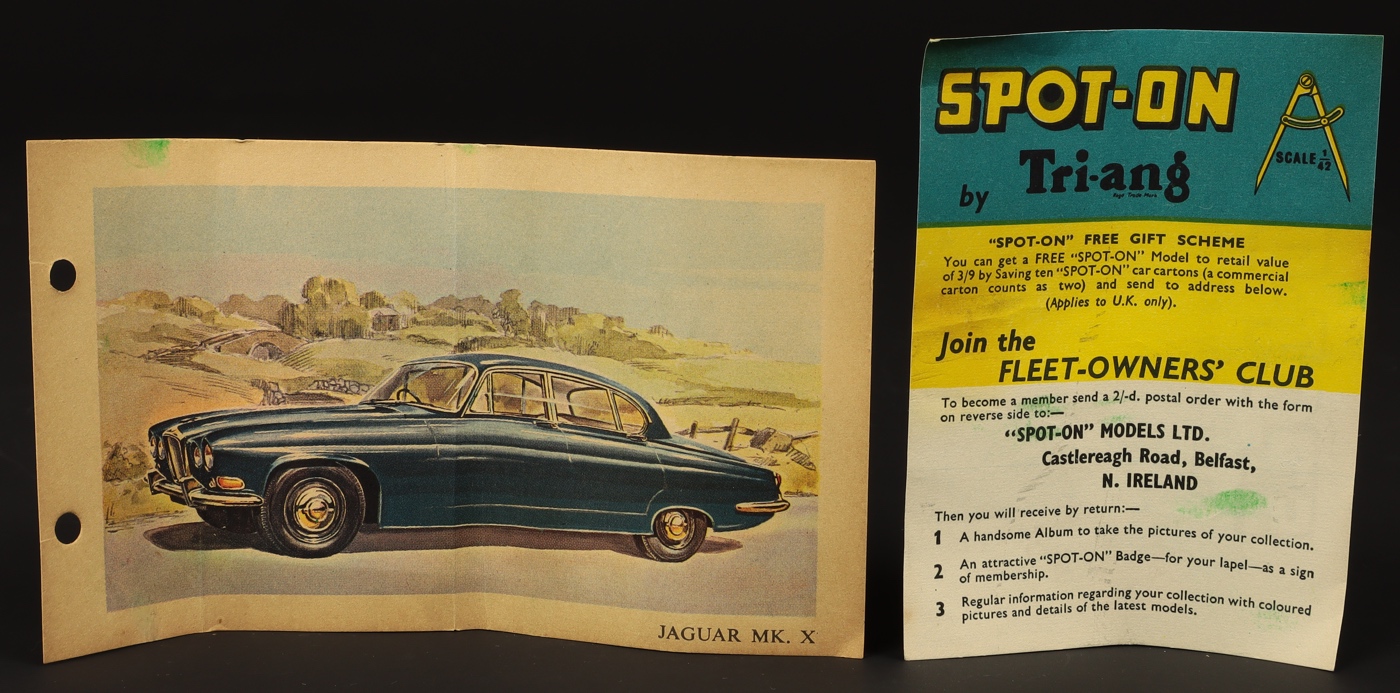 JAGUAR MK. X
SPOT-ON
by Tri-ang
Regd Trade Mark
SCALE 1/42
"SPOT-ON" FREE GIFT SCHEME
You can get a FREE "SPOT-ON" Model to retail value
of 3/9 by Saving ten "SPOT-ON" car cartons (a commercial
carton counts as two) and send to address below.
(Applies to U.K. only).
Join the
FLEET-OWNERS' CLUB
To become a member send a 2/-d. postal order with the form
on reverse side to:—
"SPOT-ON" MODELS LTD.
Castlereagh Road, Belfast,
N. IRELAND
Then you will receive by return:—
1 A handsome Album to take the pictures of your collection.
2 An attractive "SPOT-ON" Badge—for your lapel—as a sign
of membership.
3 Regular information regarding your collection with coloured
pictures and details of the latest models.